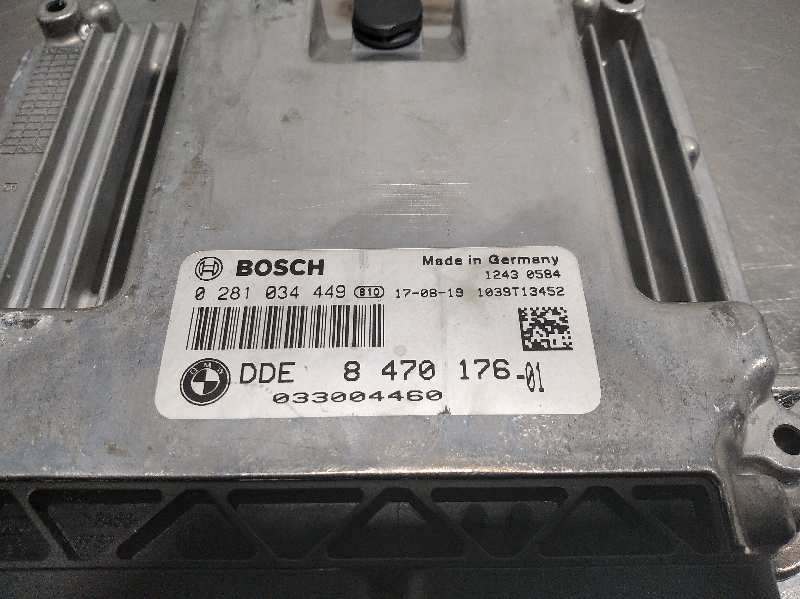 BOSCH Made in Germany
1243 0584
0 281 034 449 B10 17-08-19 1039T13452
BMW DDE 8 470 176-01
033004460